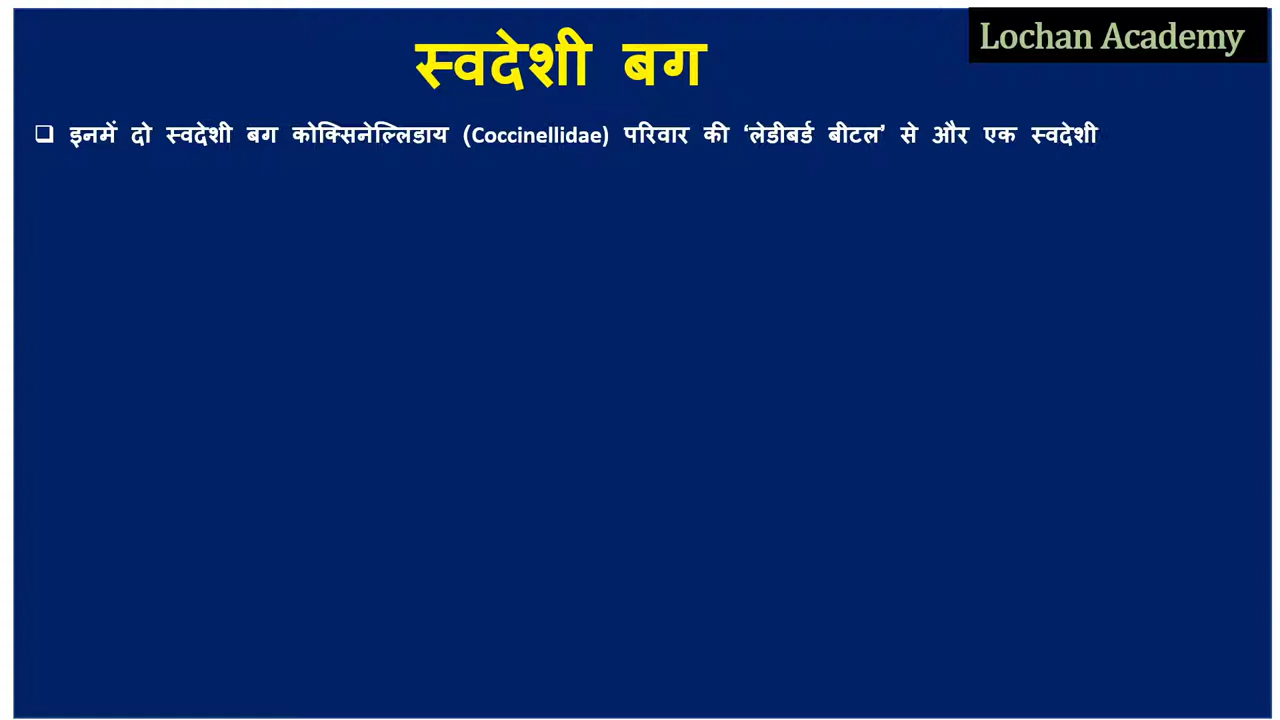 Lochan Academy
स्वदेशी बग
❑ इनमें दो स्वदेशी बग कोक्सिनेल्लिडाय (Coccinellidae) परिवार की ‘लेडीबर्ड बीटल’ से और एक स्वदेशी